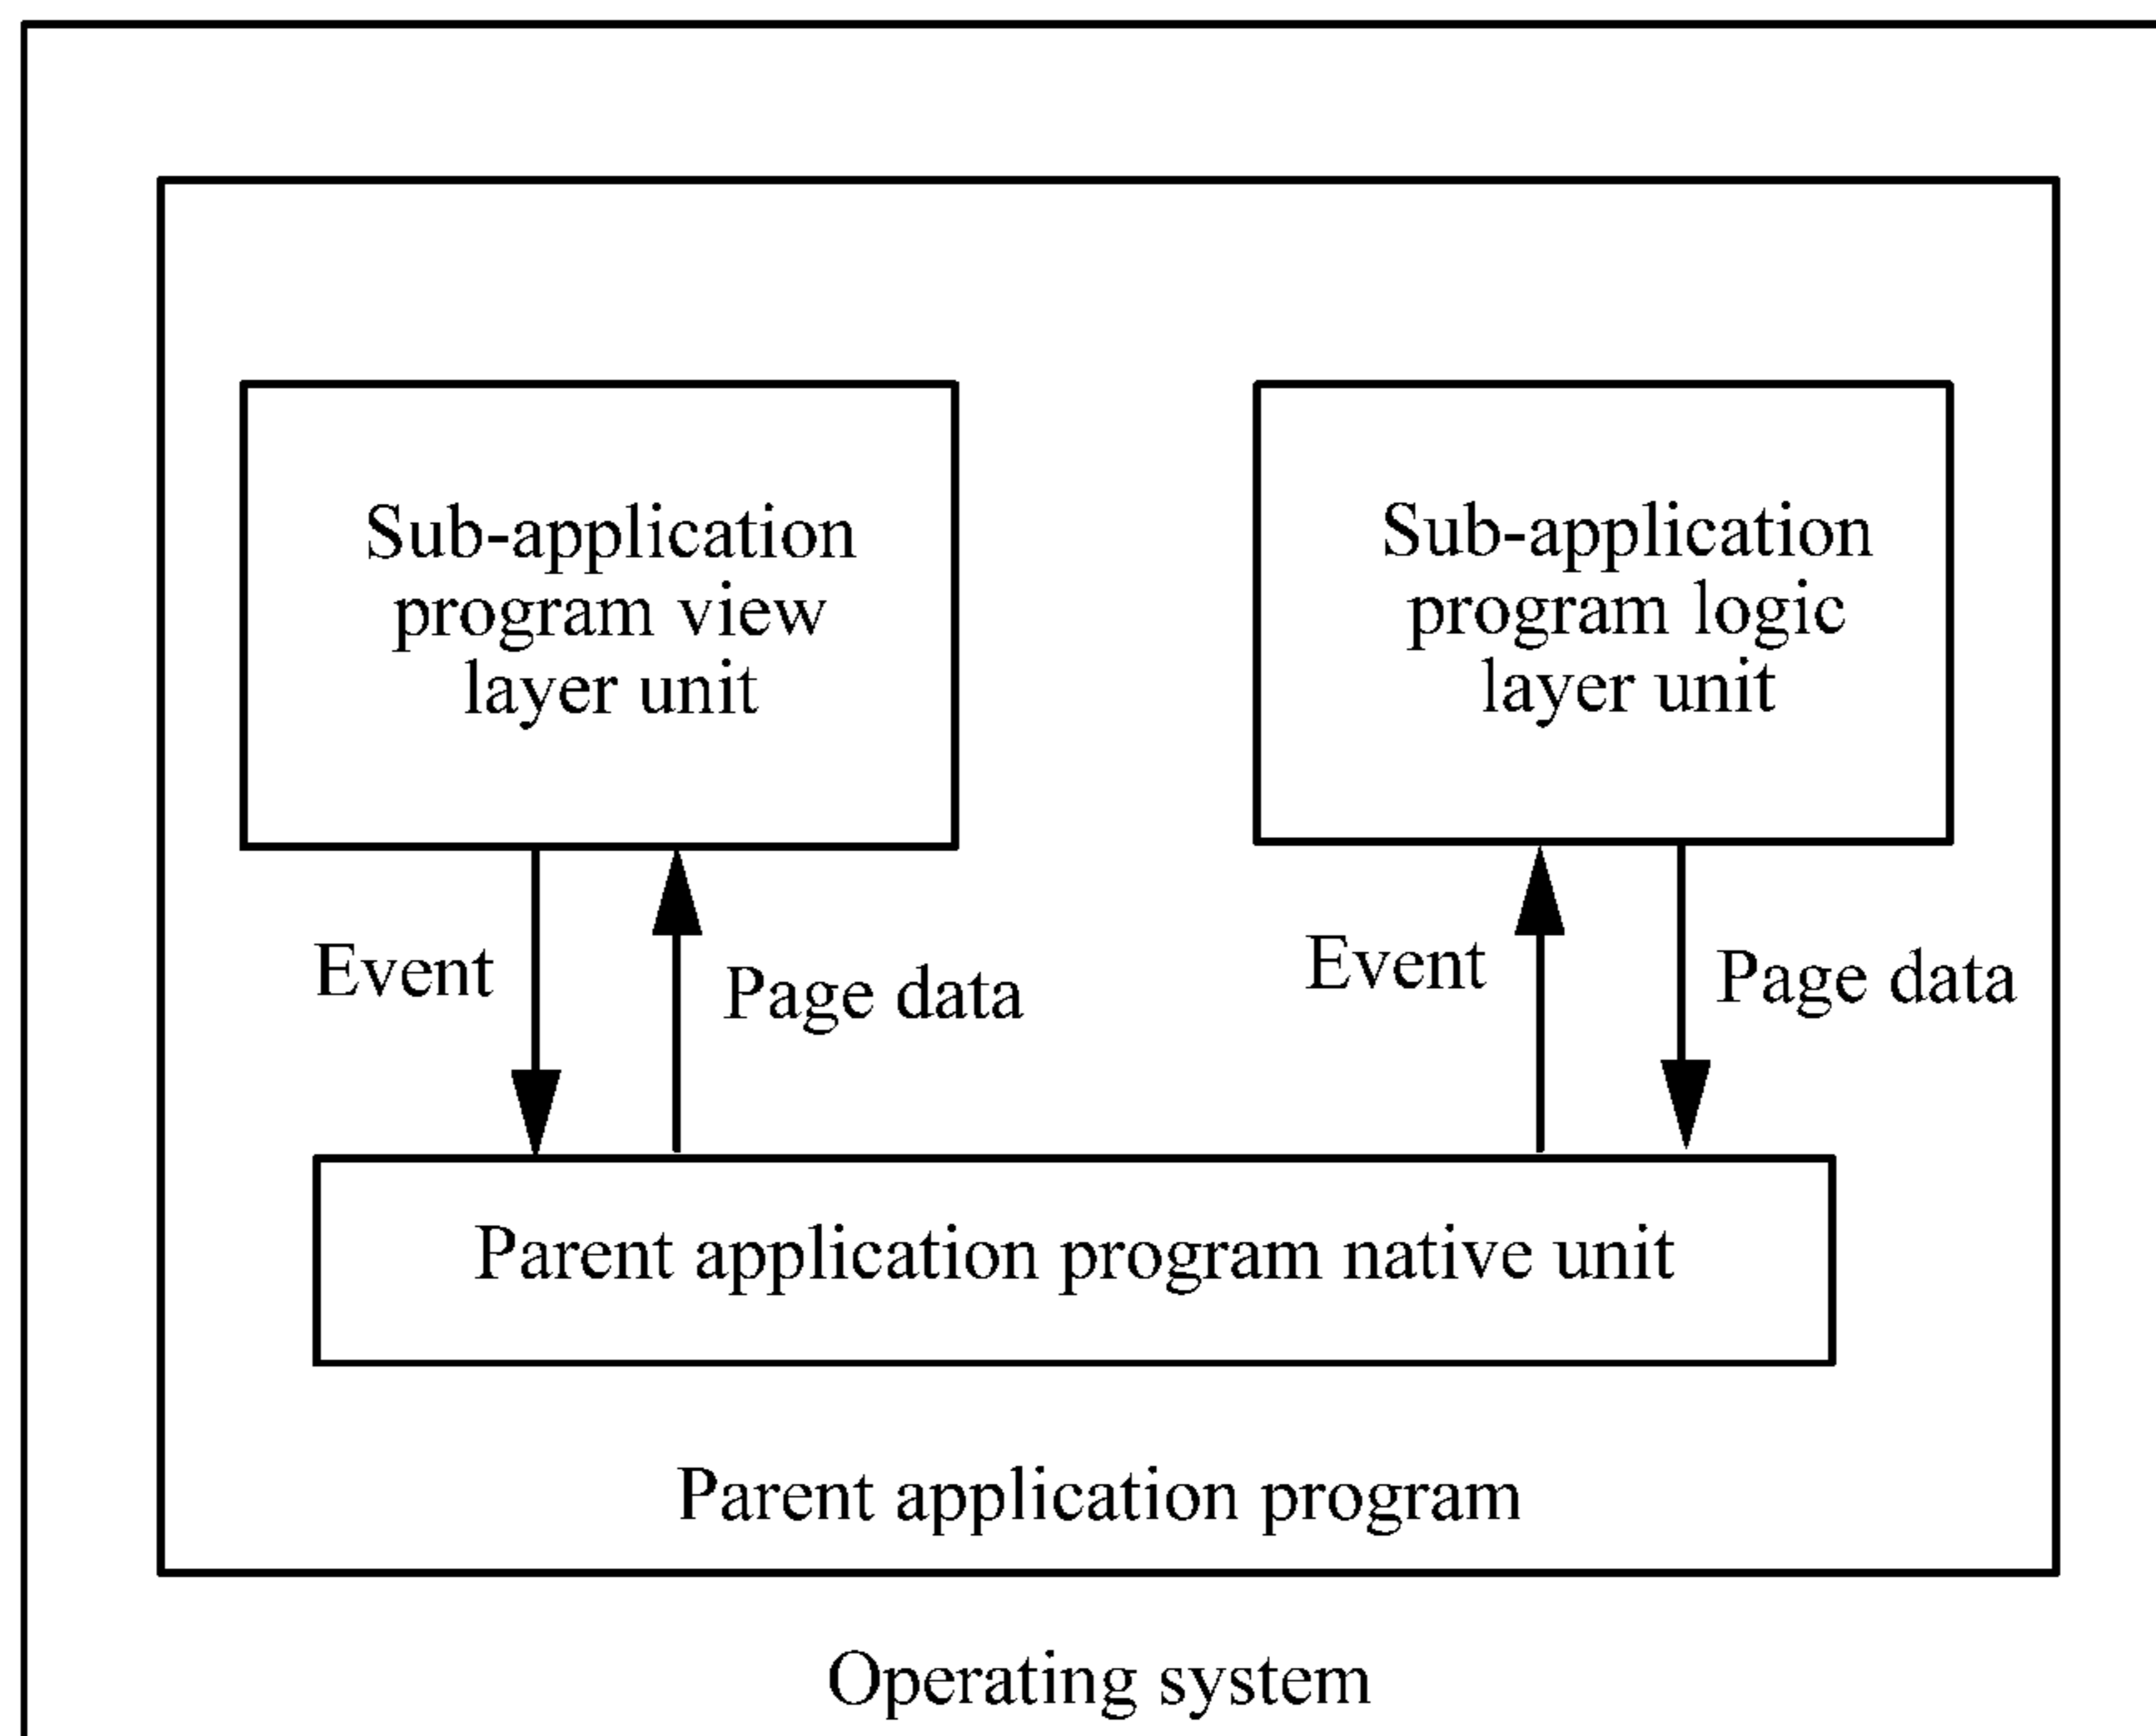 Sub-application
program view
layer unit
Sub-application
program logic
layer unit
Event
Page data
Event
Page data
Parent application program native unit
Parent application program
Operating system